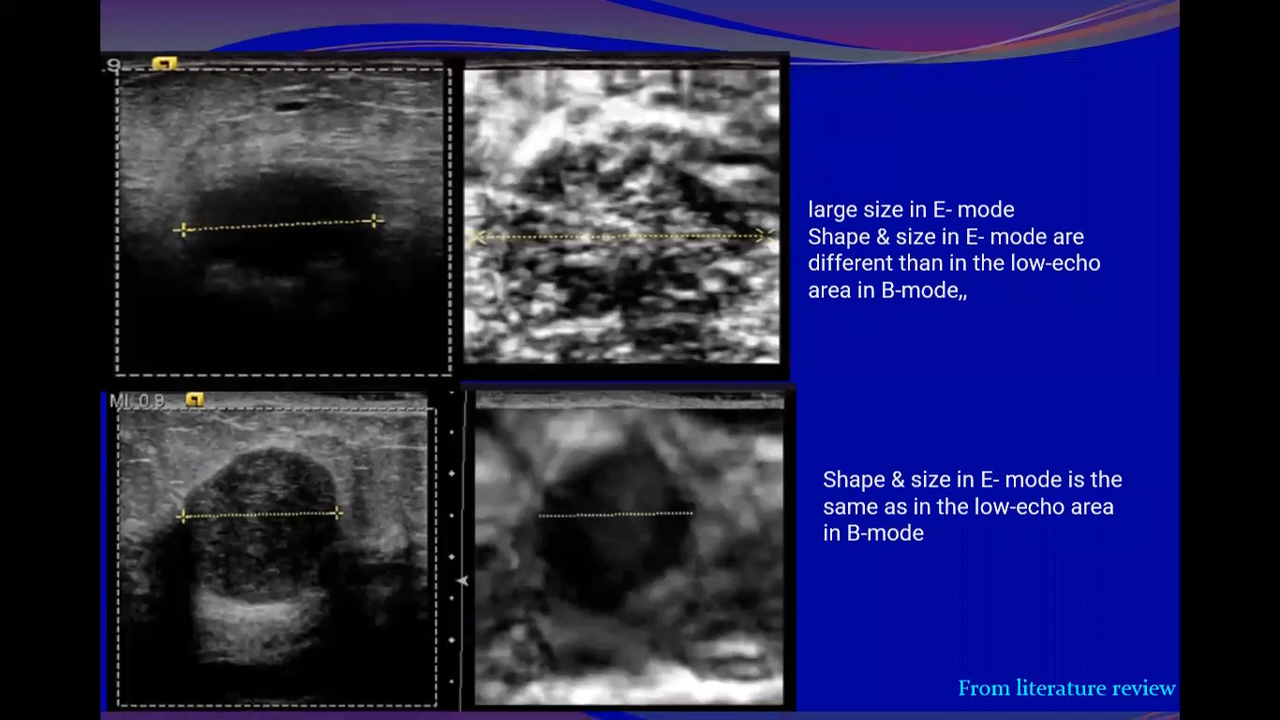 .9
large size in E- mode
Shape & size in E- mode are
different than in the low-echo
area in B-mode,,
MI 0.9
Shape & size in E- mode is the
same as in the low-echo area
in B-mode
From literature review